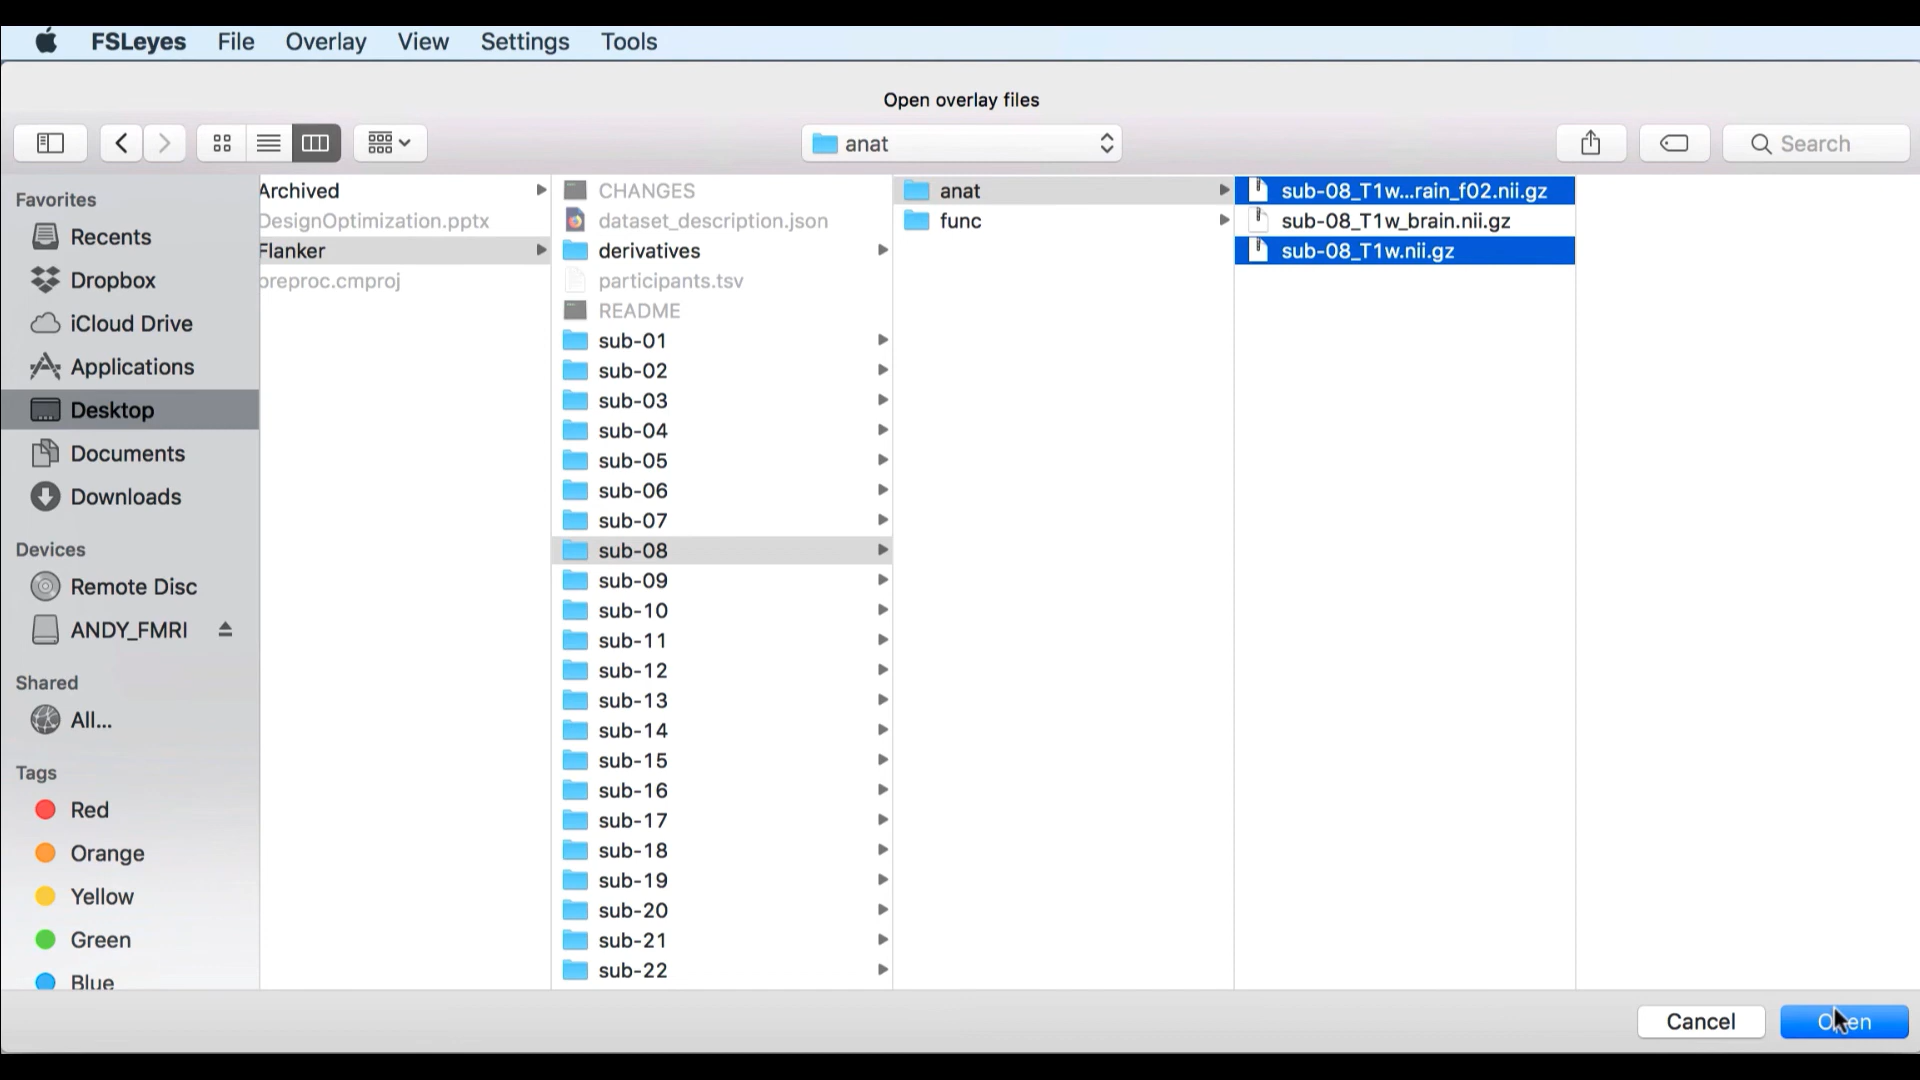 FSLeyes File Overlay View Settings Tools
Open overlay files
anat
Search
Favorites
Recents
Dropbox
iCloud Drive
Applications
Desktop
Documents
Downloads
Devices
Remote Disc
ANDY_FMRI
Shared
All...
Tags
Red
Orange
Yellow
Green
Blue
Archived
DesignOptimization.pptx
Flanker
preproc.cmproj
CHANGES
dataset_description.json
derivatives
participants.tsv
README
sub-01
sub-02
sub-03
sub-04
sub-05
sub-06
sub-07
sub-08
sub-09
sub-10
sub-11
sub-12
sub-13
sub-14
sub-15
sub-16
sub-17
sub-18
sub-19
sub-20
sub-21
sub-22
anat
func
sub-08_T1w...rain_f02.nii.gz
sub-08_T1w_brain.nii.gz
sub-08_T1w.nii.gz
Cancel
Open